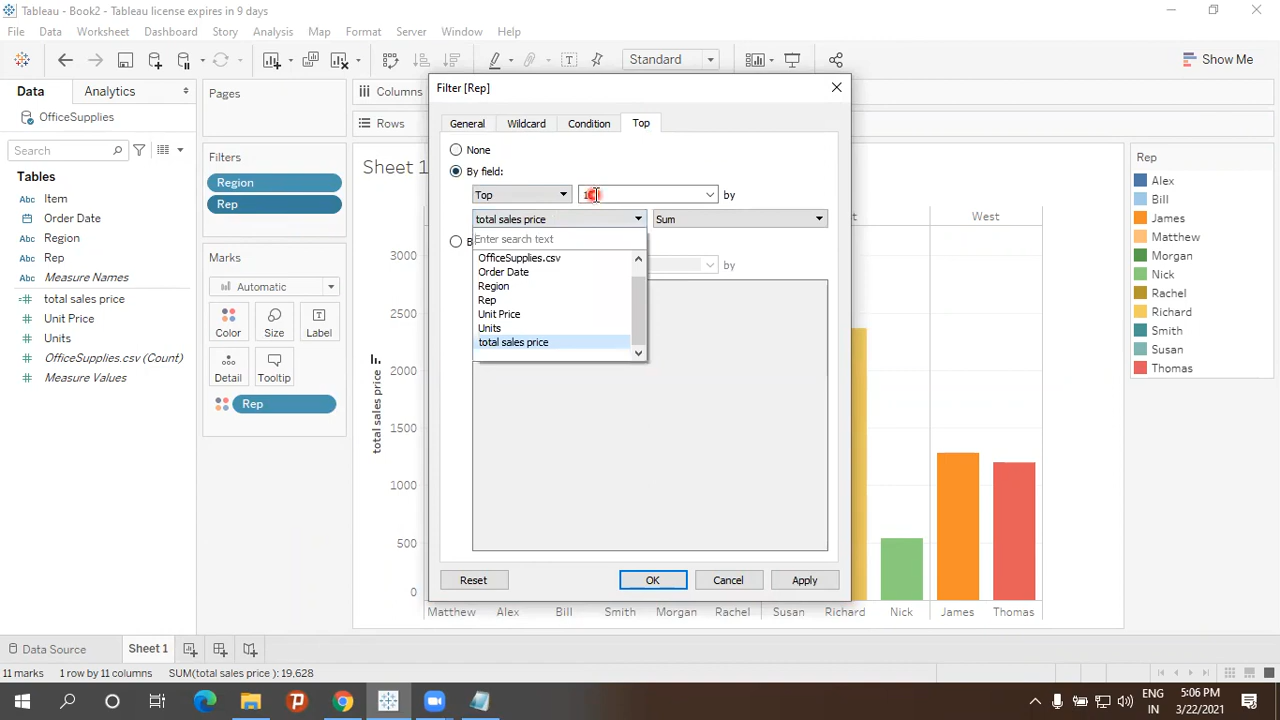 Tableau - Book2 - Tableau license expires in 9 days
File Data Worksheet Dashboard Story Analysis Map Format Server Window Help
Standard
Show Me
Data Analytics
OfficeSupplies
Search
Tables
Abc Item
Order Date
Abc Region
Abc Rep
Abc Measure Names
total sales price
Unit Price
Units
OfficeSupplies.csv (Count)
Measure Values
Pages
Filters
Region
Rep
Marks
Automatic
Color Size Label
Detail Tooltip
Rep
Columns
Rows
Sheet 1
Filter [Rep]
General Wildcard Condition Top
None
By field:
Top by
total sales price Sum
Enter search text
OfficeSupplies.csv
Order Date
Region
Rep
Unit Price
Units
total sales price
by
Reset OK Cancel Apply
West
total sales price
3000
2500
2000
1500
1000
500
0
Matthew Alex Bill Smith Morgan Rachel Susan Richard Nick James Thomas
Rep
Alex
Bill
James
Matthew
Morgan
Nick
Rachel
Richard
Smith
Susan
Thomas
Data Source Sheet 1
11 marks 1 row by 11 columns SUM(total sales price ): 19,628
ENG
IN
5:06 PM
3/22/2021